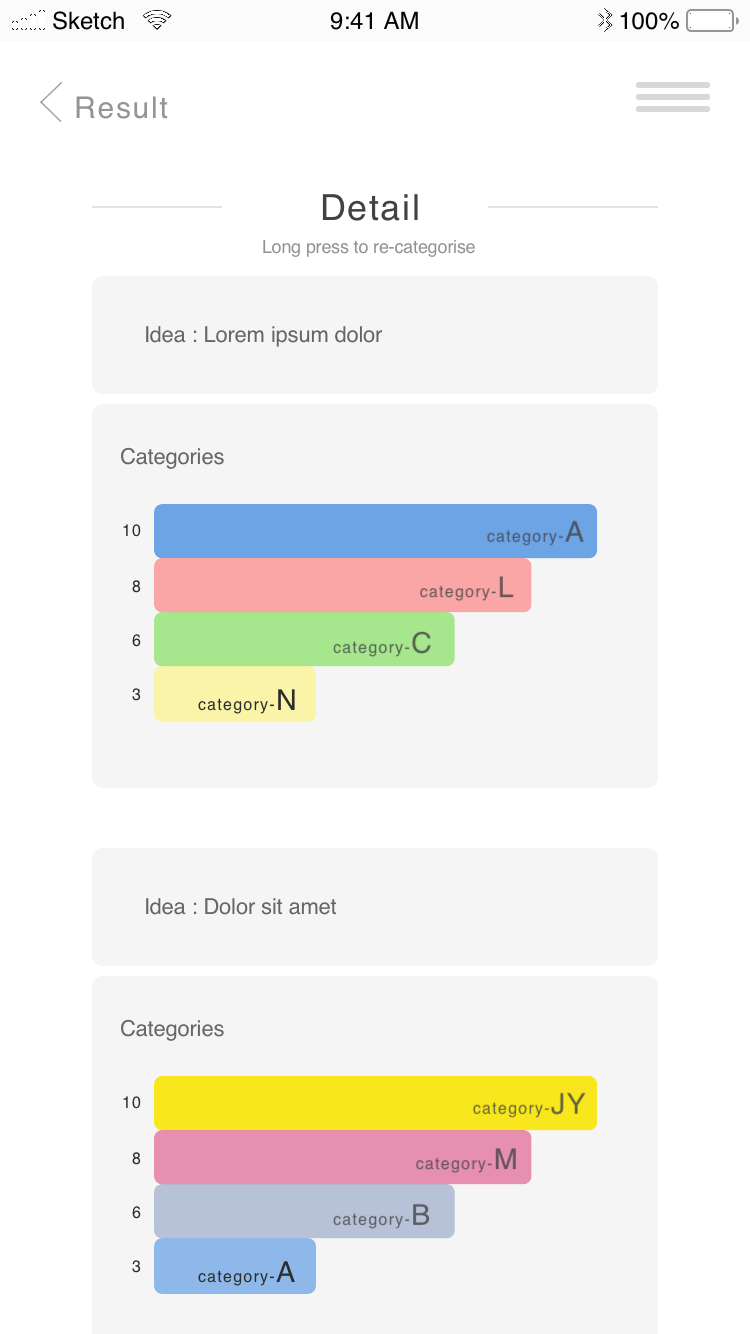 Sketch 9:41 AM 100%
Result
Detail
Long press to re-categorise
Idea : Lorem ipsum dolor
Categories
10 category-A
8 category-L
6 category-C
3 category-N
Idea : Dolor sit amet
Categories
10 category-JY
8 category-M
6 category-B
3 category-A